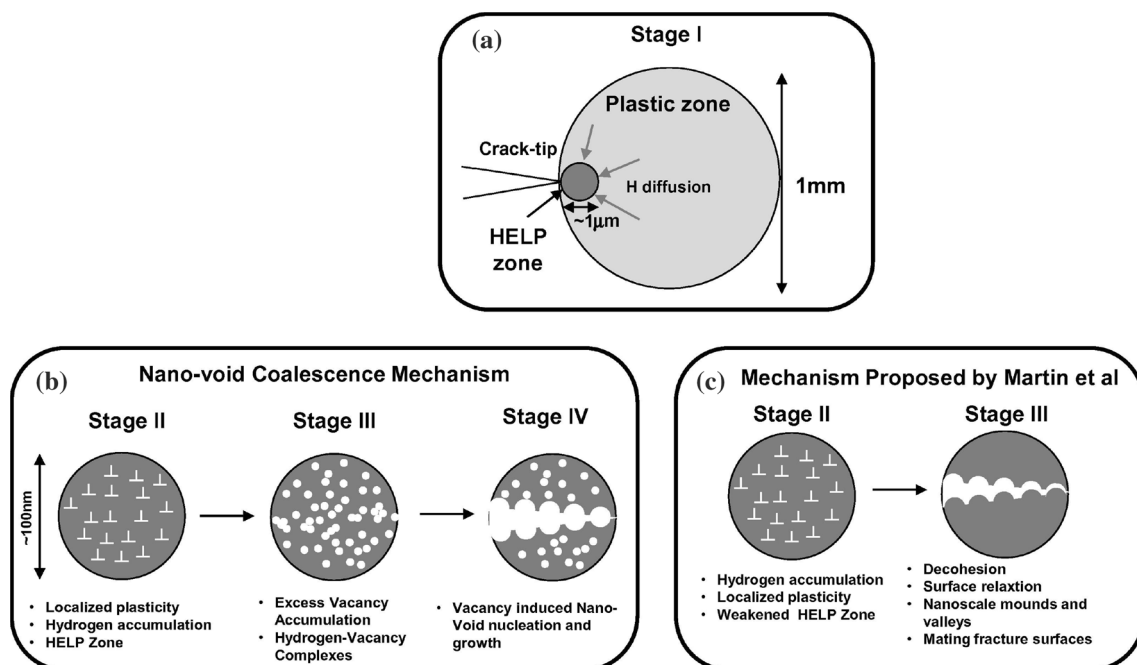 (a)
Stage I
Plastic zone
Crack-tip
H diffusion
1mm
~1μm
HELP
zone
(b)
Nano-void Coalescence Mechanism
Stage II
Stage III
Stage IV
~100nm
• Localized plasticity
• Hydrogen accumulation
• HELP Zone
• Excess Vacancy
Accumulation
• Hydrogen-Vacancy
Complexes
• Vacancy induced Nano-
Void nucleation and
growth
(c)
Mechanism Proposed by Martin et al
Stage II
Stage III
• Hydrogen accumulation
• Localized plasticity
• Weakened HELP Zone
• Decohesion
• Surface relaxtion
• Nanoscale mounds and
valleys
• Mating fracture surfaces